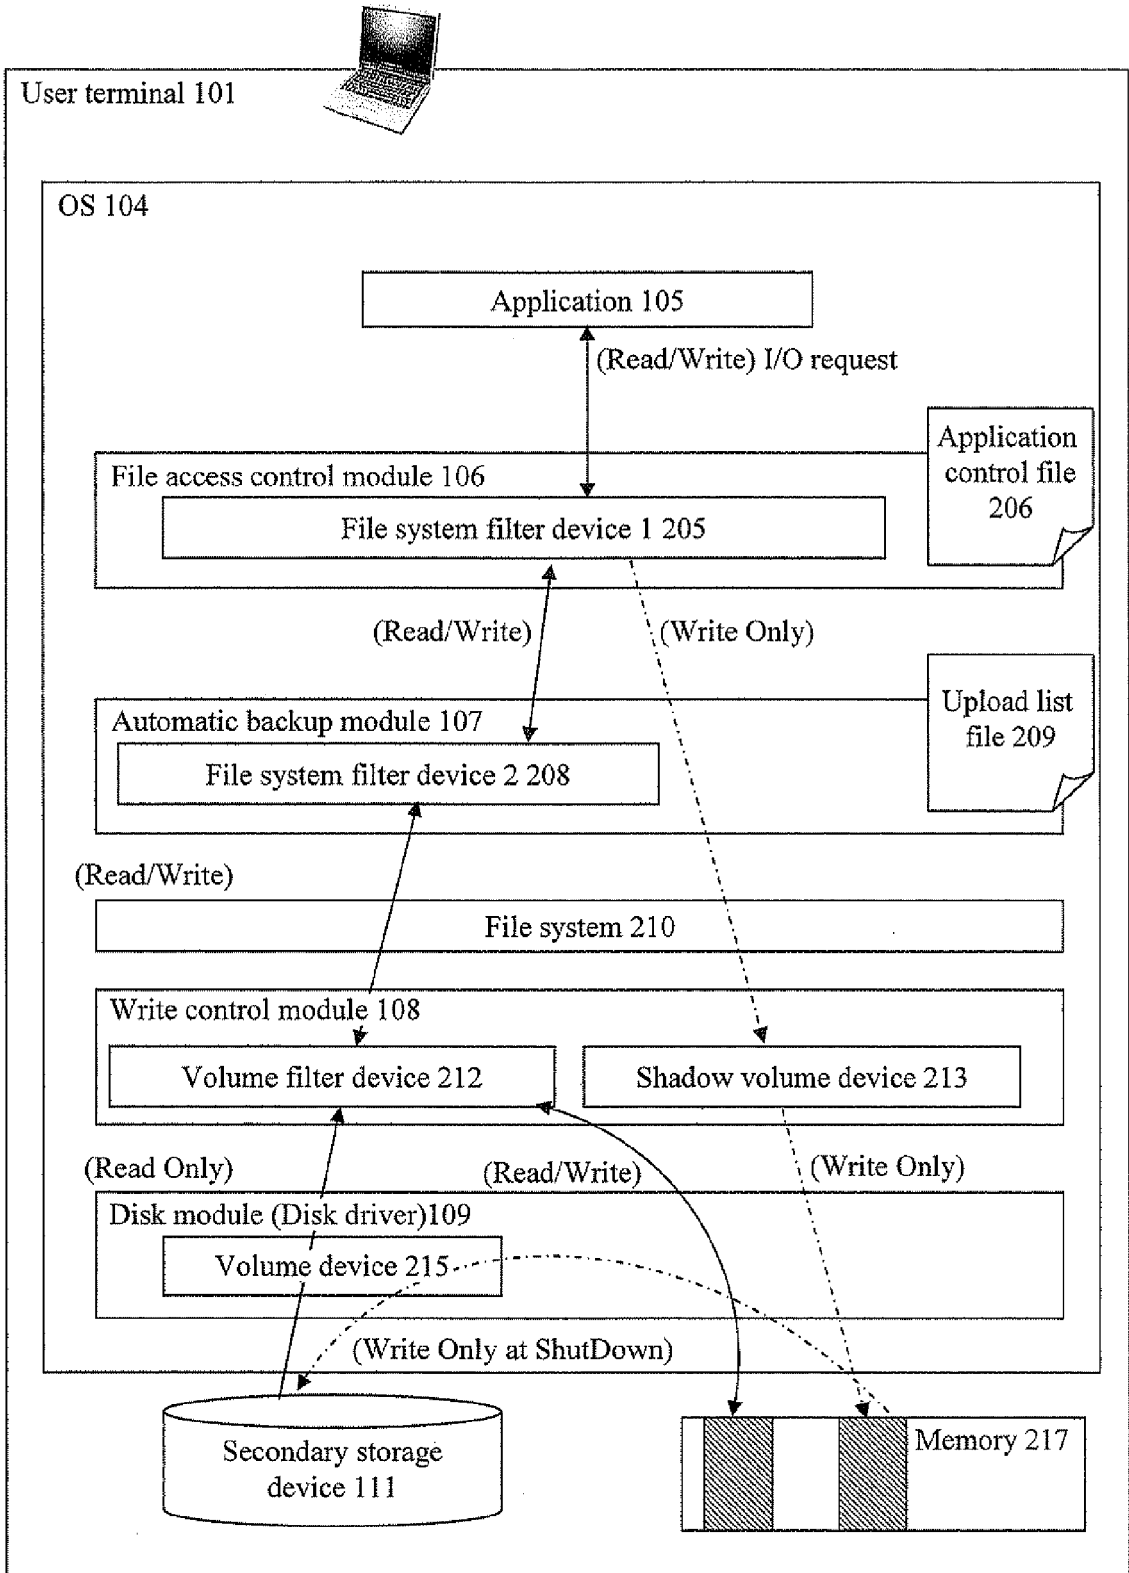 User terminal 101
OS 104
Application 105
(Read/Write) I/O request
Application
control file
206
File access control module 106
File system filter device 1 205
(Read/Write)
(Write Only)
Upload list
file 209
Automatic backup module 107
File system filter device 2 208
(Read/Write)
File system 210
Write control module 108
Volume filter device 212
Shadow volume device 213
(Read Only)
(Read/Write)
(Write Only)
Disk module (Disk driver)109
Volume device 215
(Write Only at ShutDown)
Secondary storage
device 111
Memory 217